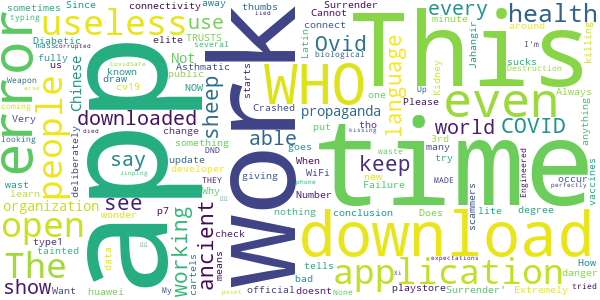 sometimes
Since
connectivity
away
thumbs
Surrender
every
minute
health
typing
us
useless
use
elite
lied
Cannot
connect
Latin
Jahangir
around
I'm
Diabetic
TRUSTS
several
Ovid
killing
mass
corrupted
CovidSafe
known
Asthmatic
Not
biological
This
Weapon
fully
Chinese
draw
cv19
NOW
public
WHO
one
language
Kidney
sucks
Destruction
error
arse
coming
people
Very
looking
app
downloaded
sheep
Crashed
Work
propaganda
Please
Up
even
Always
anything
deliberately
died
say
change
able
put
tho
kissing
world
COVID
wast
learn
see
update
something
starts
time
keep
3rd
many
try
organization
wonder
DND
THEY
Why
developer
goes
When
WiFi
phone
waste
new
Failure
MADE
scammers
Engineered
occur
perfectly
vaccines
open
p7
working
ancient
giving
Number
nothing
conclusion
Does
lite
degree
The
type1
tainted
data
check
means
cartels
tells
download
show
Want
huawei
Jinping
My
official
point
bad
doesnt
None
application
playstore
expectations
Xi
Surrender'
Extremely
How
danger
tried